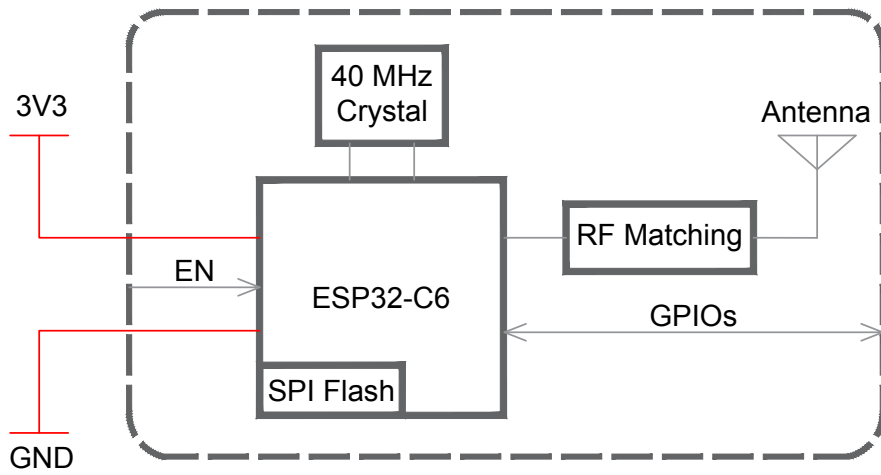 40 MHz
Crystal
3V3
Antenna
RF Matching
EN
ESP32-C6
GPIOs
SPI Flash
GND